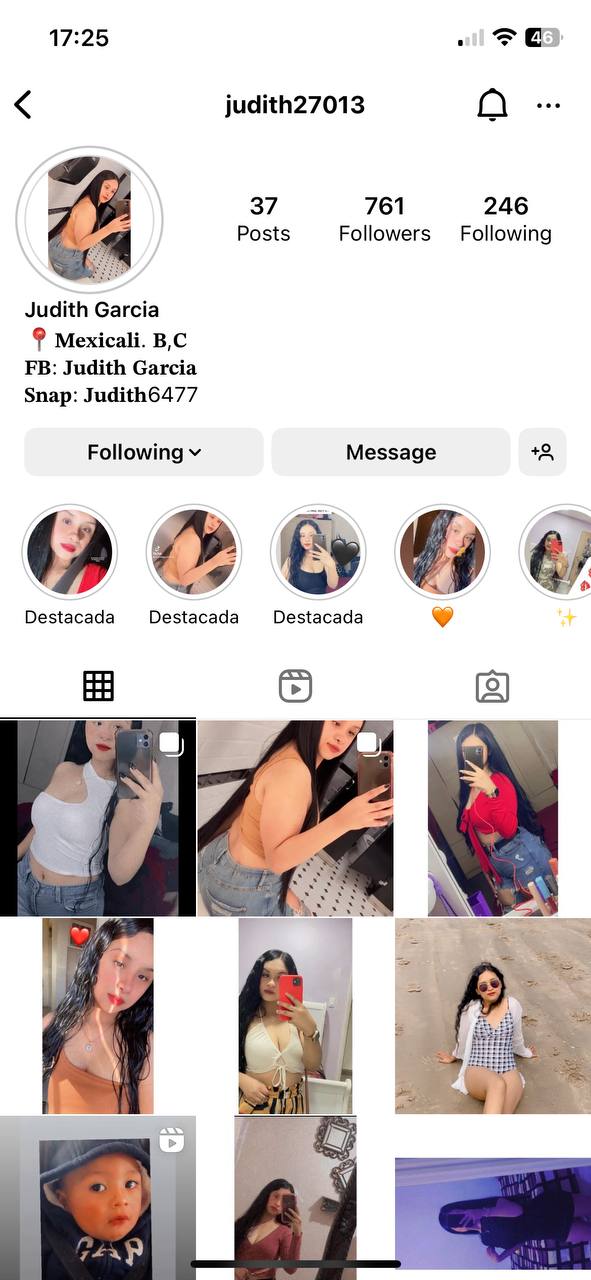 17:25
46
judith27013
37
Posts
761
Followers
246
Following
Judith Garcia
📍 Mexicali. B,C
FB: Judith Garcia
Snap: Judith6477
Following
Message
Destacada
Destacada
Destacada
🧡
✨
GAP